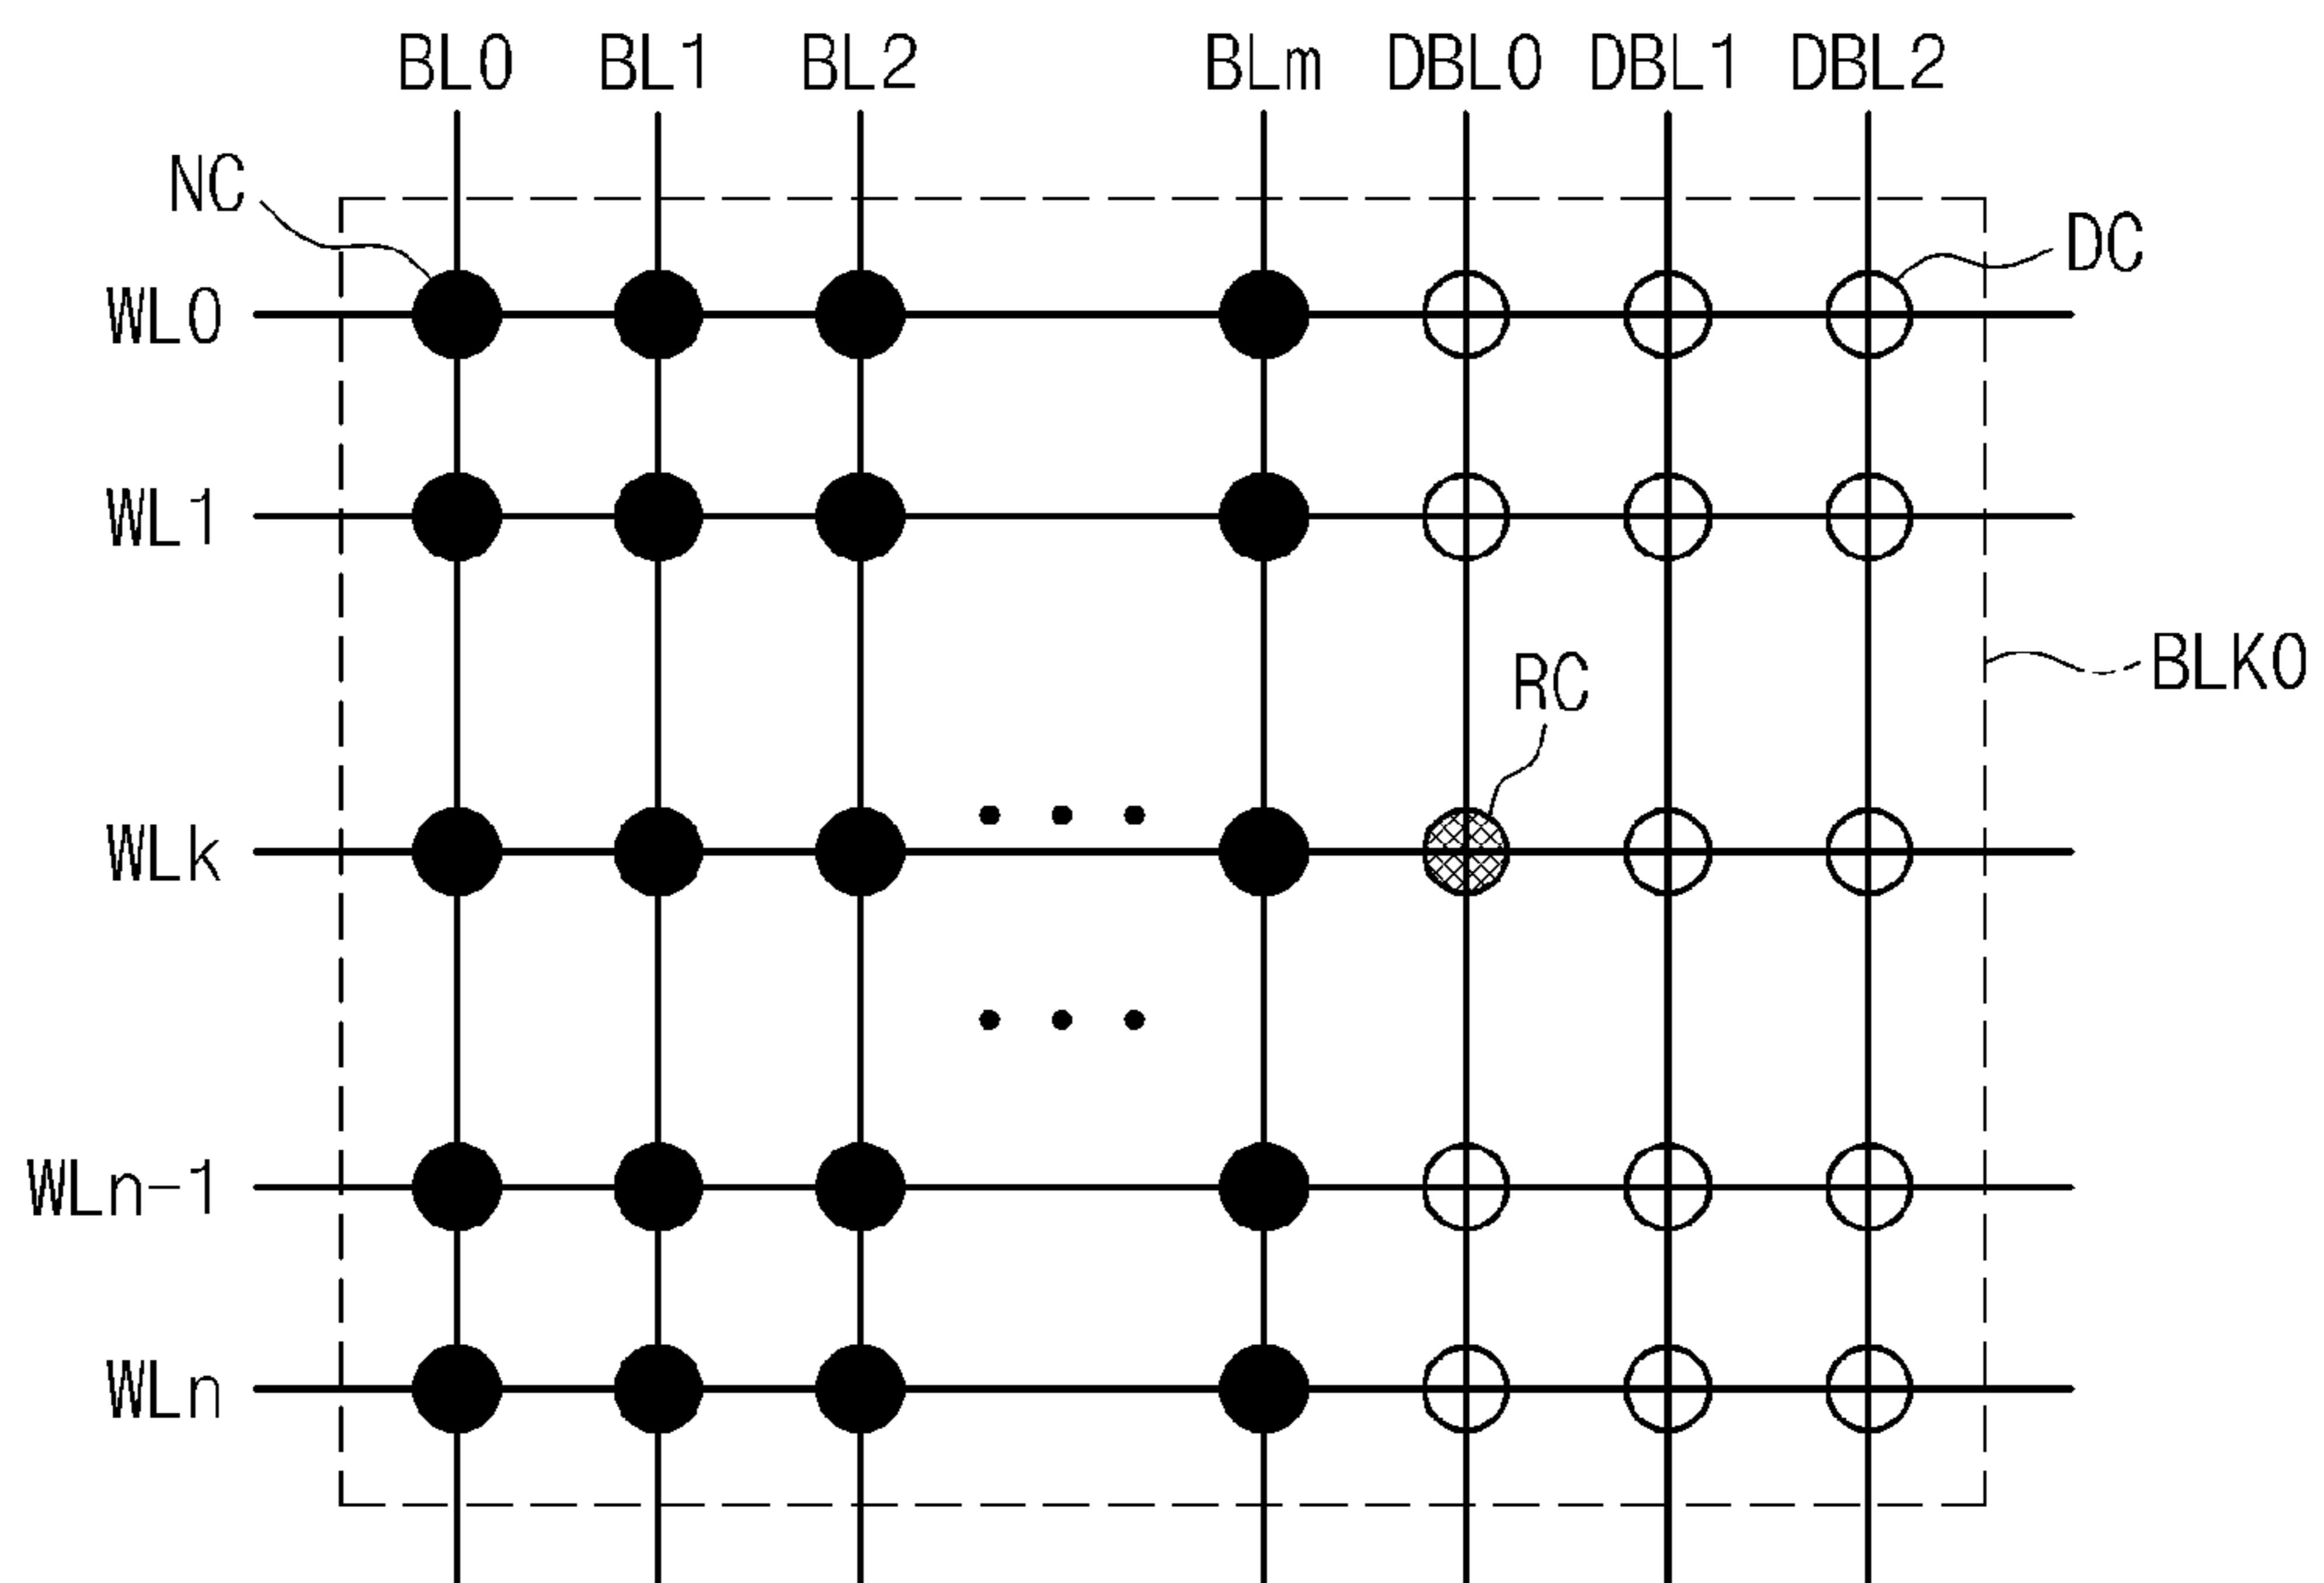 BL0 BL1 BL2 BLm DBL0 DBL1 DBL2
NC
DC
WL0
WL1
BLK0
RC
WLk
WLn-1
WLn